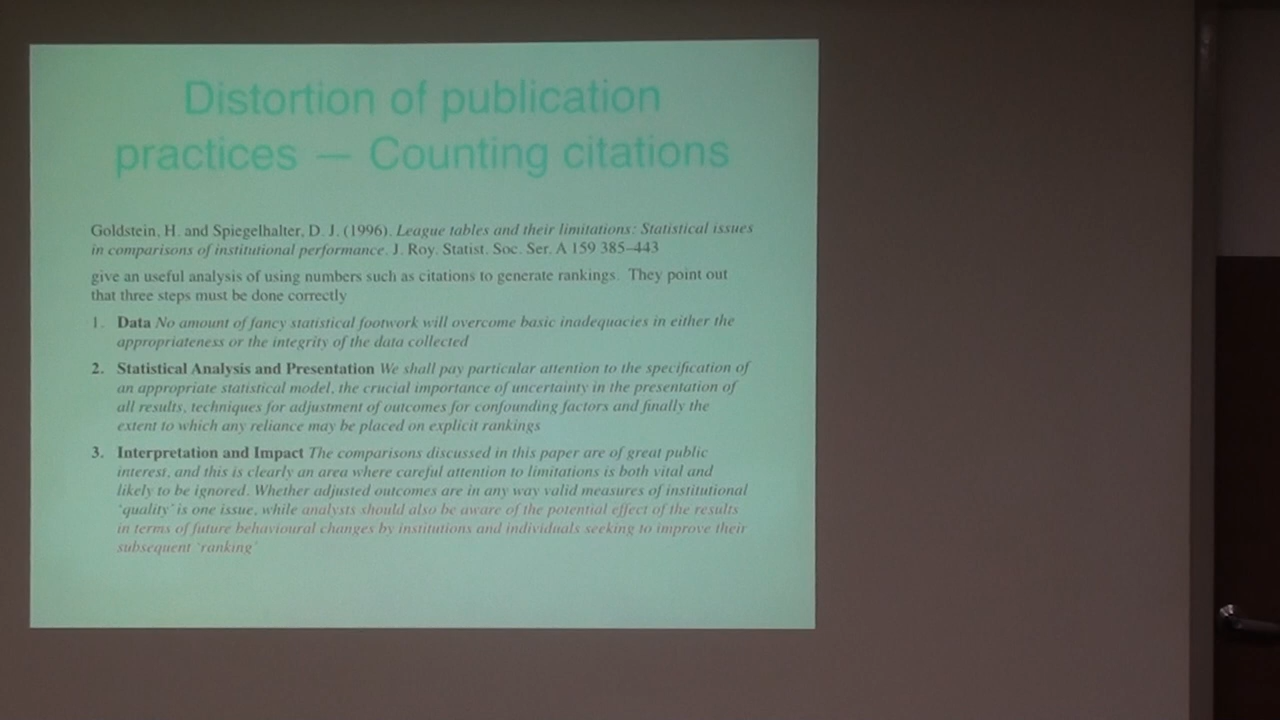 Distortion of publication
practices — Counting citations
Goldstein, H. and Spiegelhalter, D. J. (1996). League tables and their limitations: Statistical issues
in comparisons of institutional performance. J. Roy. Statist. Soc. Ser. A 159 385–443
give an useful analysis of using numbers such as citations to generate rankings. They point out
that three steps must be done correctly
1. Data No amount of fancy statistical footwork will overcome basic inadequacies in either the
appropriateness or the integrity of the data collected
2. Statistical Analysis and Presentation We shall pay particular attention to the specification of
an appropriate statistical model, the crucial importance of uncertainty in the presentation of
all results, techniques for adjustment of outcomes for confounding factors and finally the
extent to which any reliance may be placed on explicit rankings
3. Interpretation and Impact The comparisons discussed in this paper are of great public
interest, and this is clearly an area where careful attention to limitations is both vital and
likely to be ignored. Whether adjusted outcomes are in any way valid measures of institutional
'quality' is one issue, while analysts should also be aware of the potential effect of the results
in terms of future behavioural changes by institutions and individuals seeking to improve their
subsequent 'ranking'